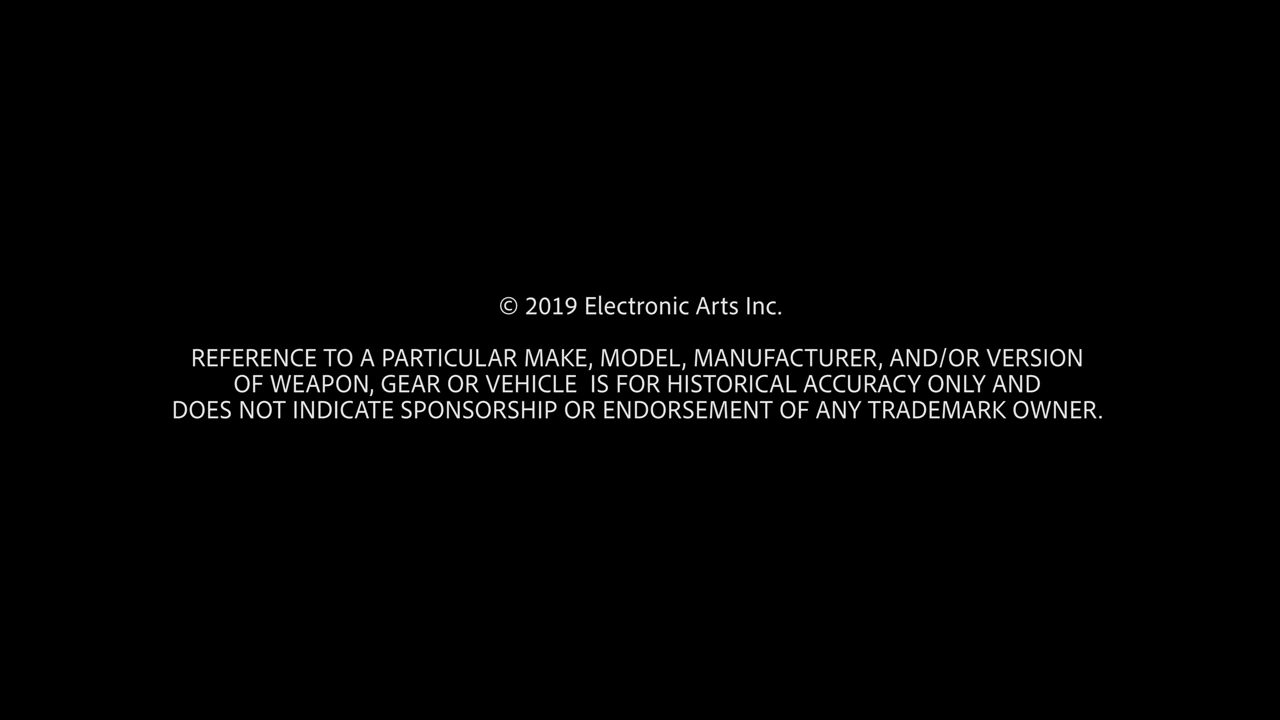 © 2019 Electronic Arts Inc.
REFERENCE TO A PARTICULAR MAKE, MODEL, MANUFACTURER, AND/OR VERSION
OF WEAPON, GEAR OR VEHICLE  IS FOR HISTORICAL ACCURACY ONLY AND
DOES NOT INDICATE SPONSORSHIP OR ENDORSEMENT OF ANY TRADEMARK OWNER.